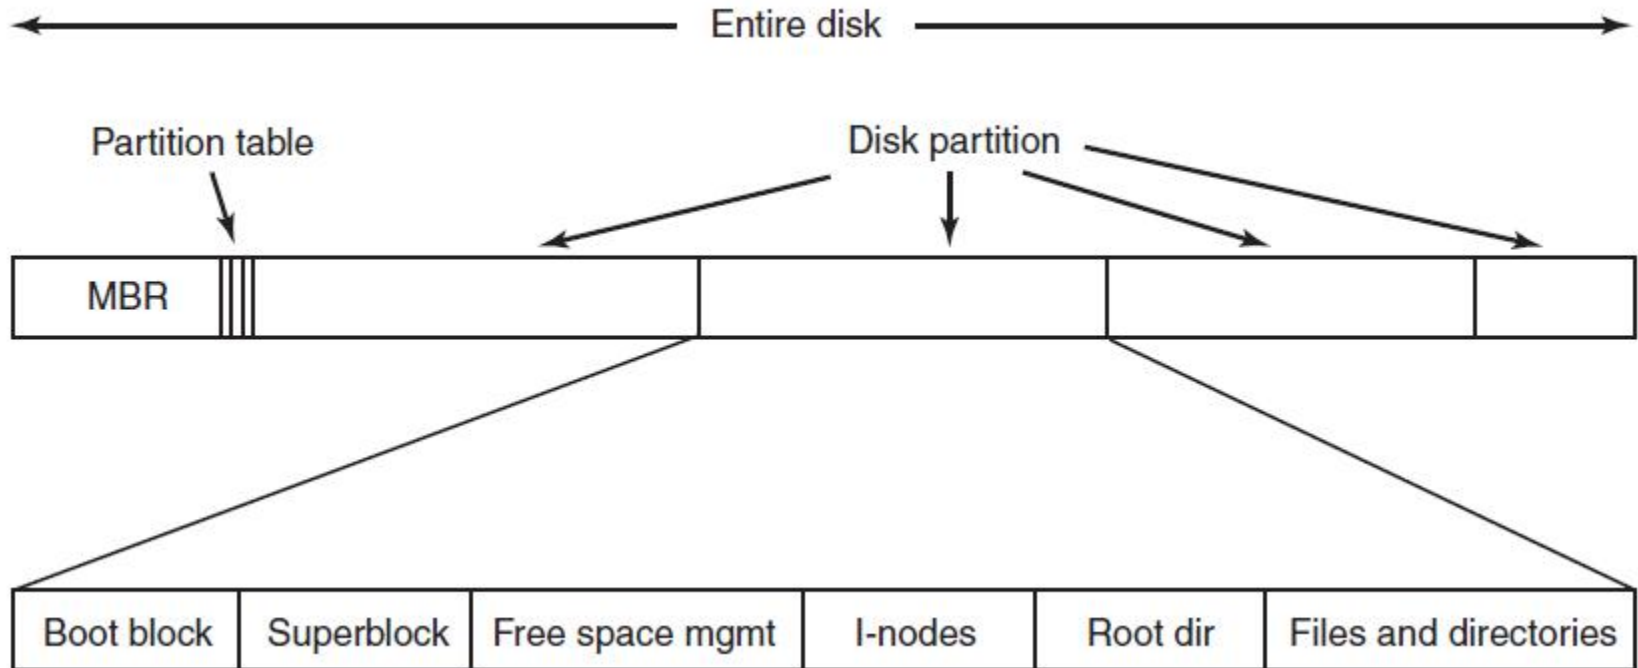 Entire disk
Partition table
Disk partition
MBR
Boot block
Superblock
Free space mgmt
I-nodes
Root dir
Files and directories